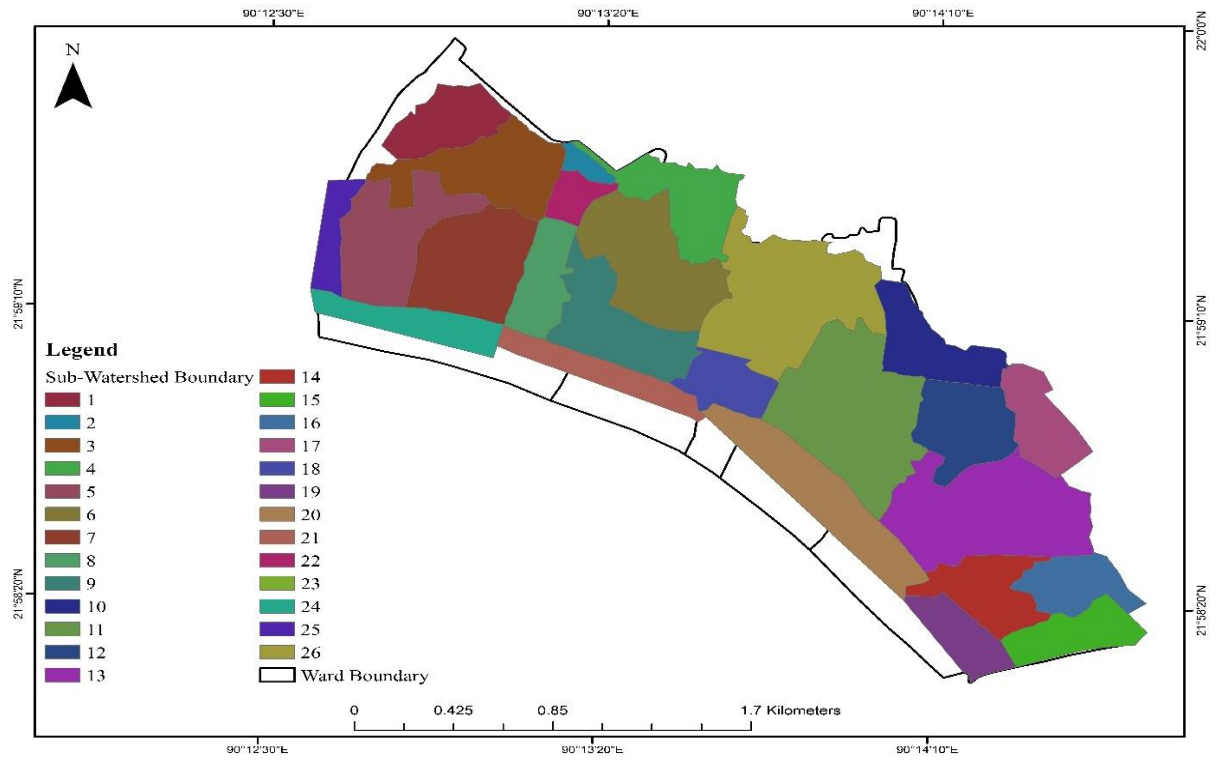 90°12'30"E 90°13'20"E 90°14'10"E
22°0'0"N
N
21°59'10"N 21°59'10"N
Legend
Sub-Watershed Boundary
1
2
3
4
5
6
7
8
9
10
11
12
13
14
15
16
17
18
19
20
21
22
23
24
25
26
Ward Boundary
21°58'20"N 21°58'20"N
0 0.425 0.85 1.7 Kilometers
90°12'30"E 90°13'20"E 90°14'10"E